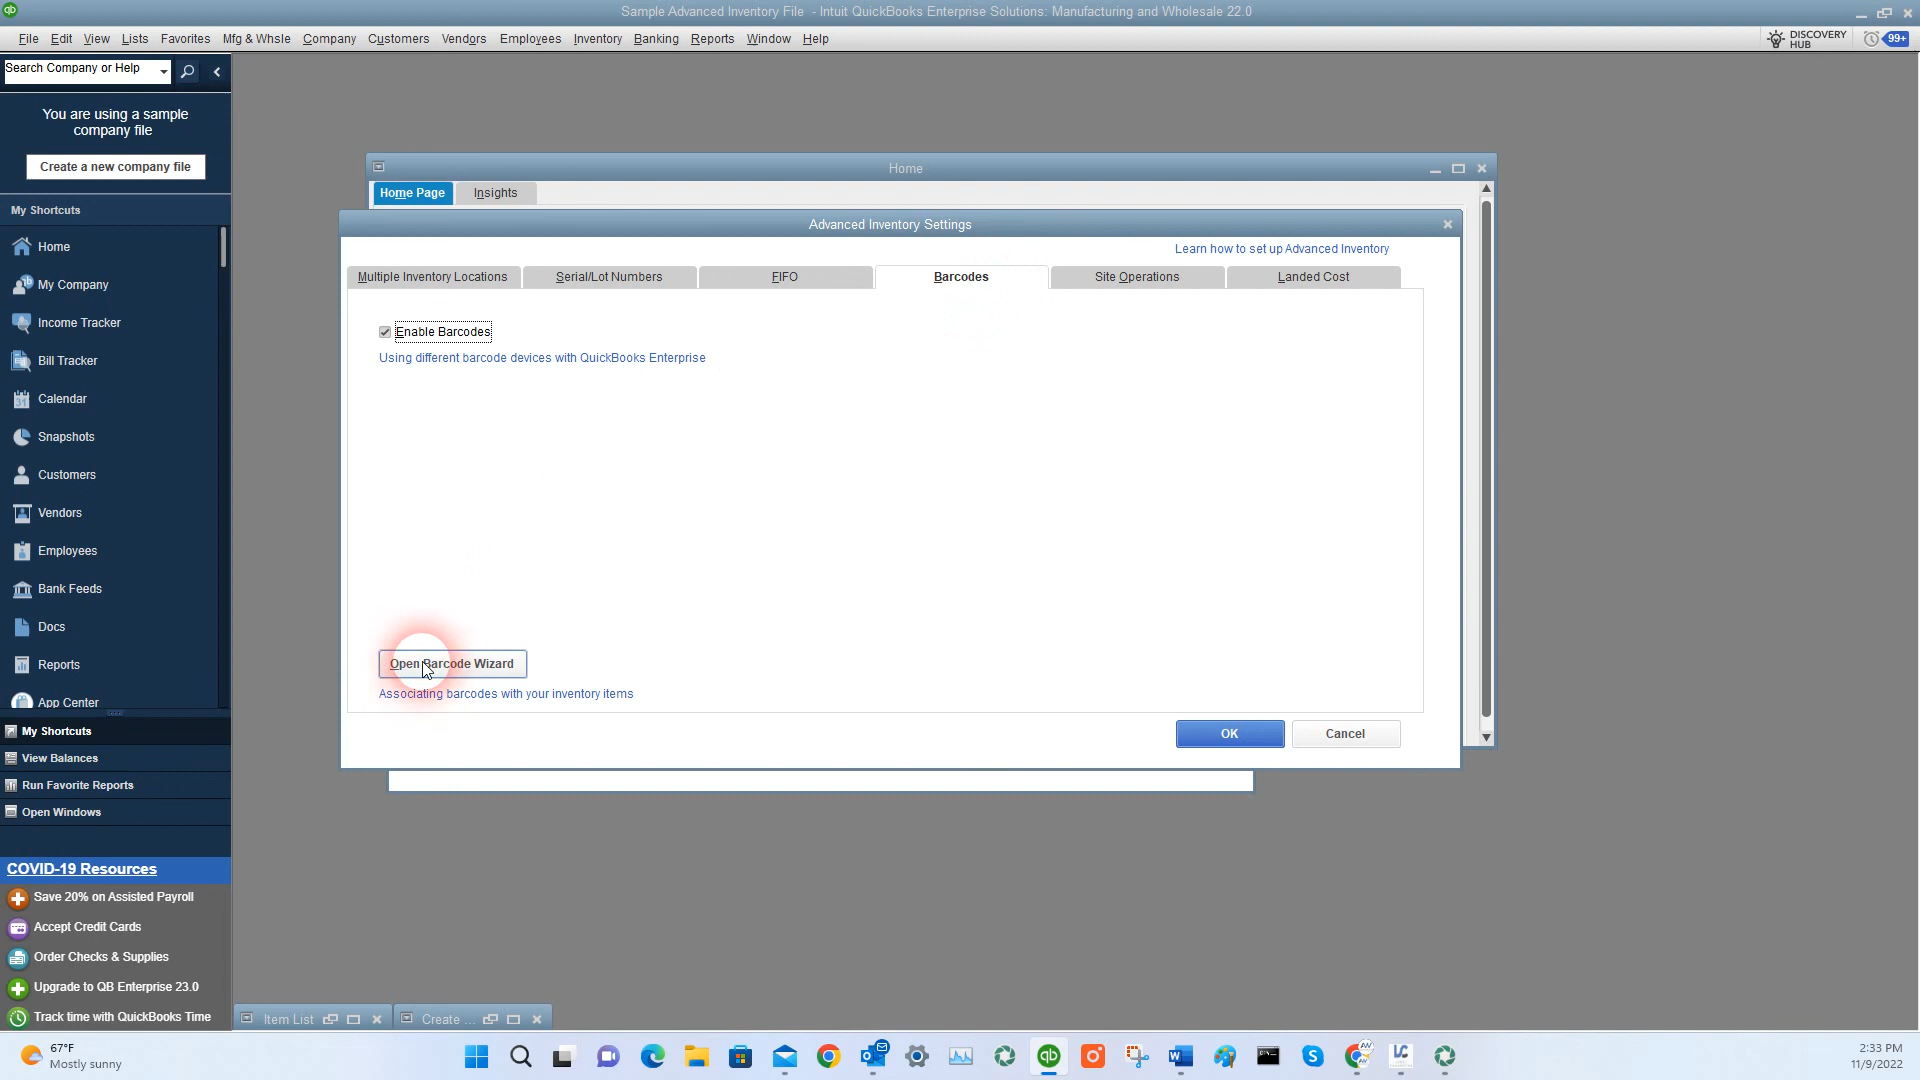 Sample Advanced Inventory File - Intuit QuickBooks Enterprise Solutions: Manufacturing and Wholesale 22.0
File Edit View Lists Favorites Mfg & Whsle Company Customers Vendors Employees Inventory Banking Reports Window Help
DISCOVERY HUB
99+
Search Company or Help
You are using a sample
company file
Create a new company file
My Shortcuts
Home
My Company
Income Tracker
Bill Tracker
Calendar
Snapshots
Customers
Vendors
Employees
Bank Feeds
Docs
Reports
App Center
My Shortcuts
View Balances
Run Favorite Reports
Open Windows
COVID-19 Resources
Save 20% on Assisted Payroll
Accept Credit Cards
Order Checks & Supplies
Upgrade to QB Enterprise 23.0
Track time with QuickBooks Time
Home
Home Page Insights
Advanced Inventory Settings
Learn how to set up Advanced Inventory
Multiple Inventory Locations Serial/Lot Numbers FIFO Barcodes Site Operations Landed Cost
Enable Barcodes
Using different barcode devices with QuickBooks Enterprise
Open Barcode Wizard
Associating barcodes with your inventory items
OK Cancel
Item List Create ...
67°F
Mostly sunny
2:33 PM
11/9/2022